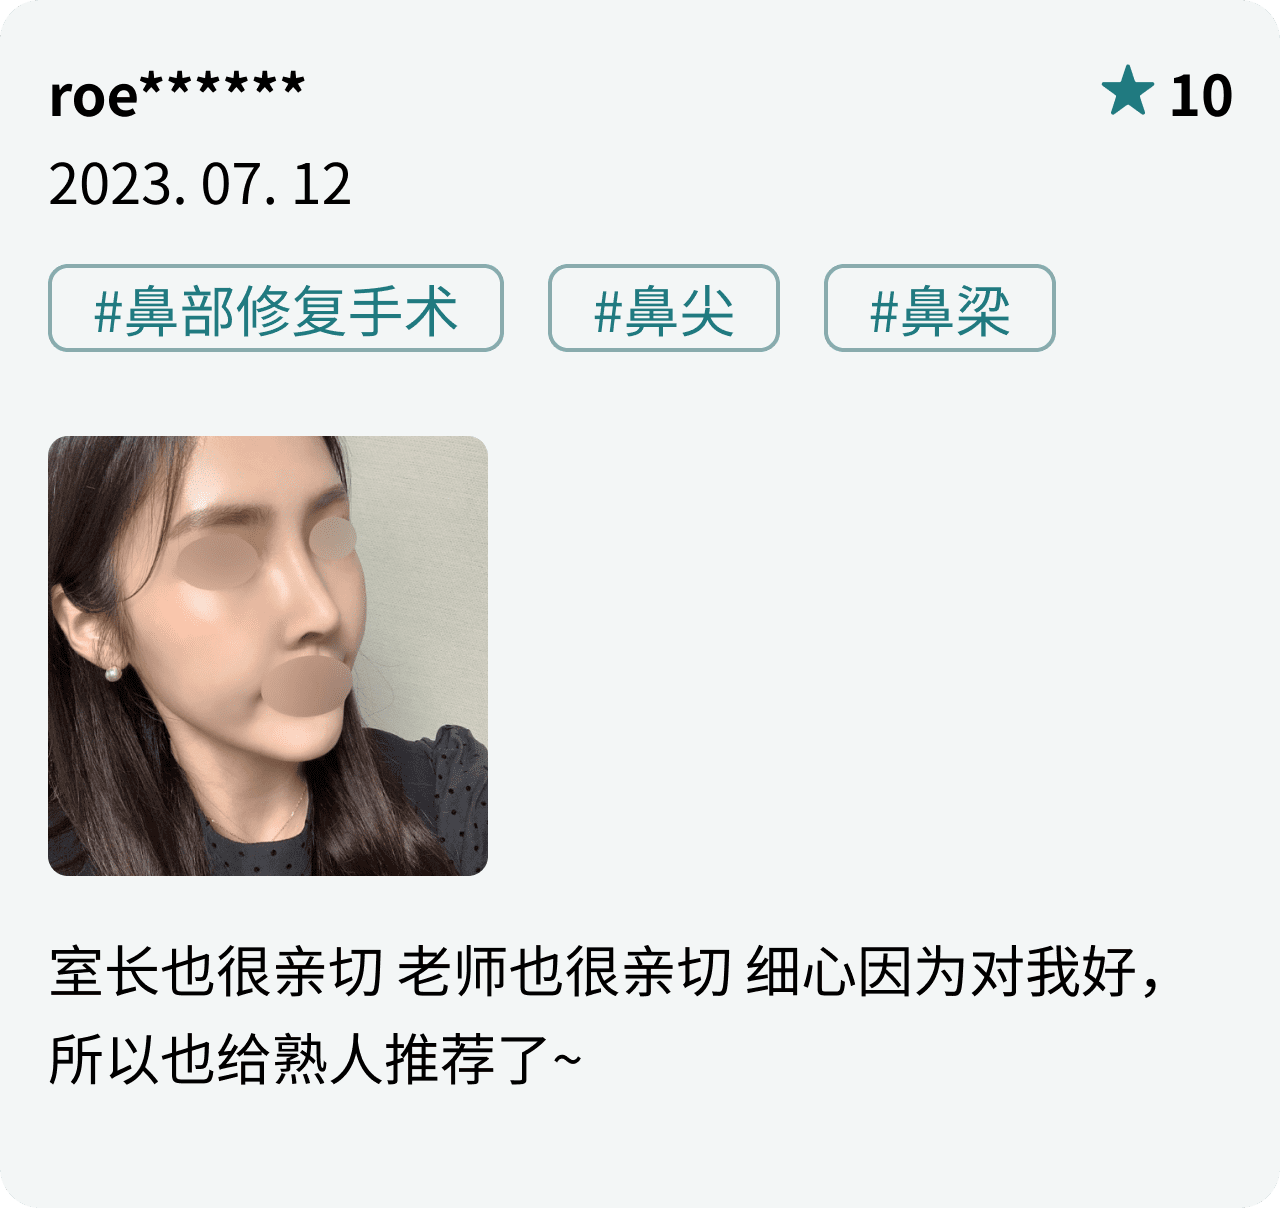 roe******
★ 10
2023. 07. 12
#鼻部修复手术 #鼻尖 #鼻梁
室长也很亲切 老师也很亲切 细心因为对我好，
所以也给熟人推荐了~